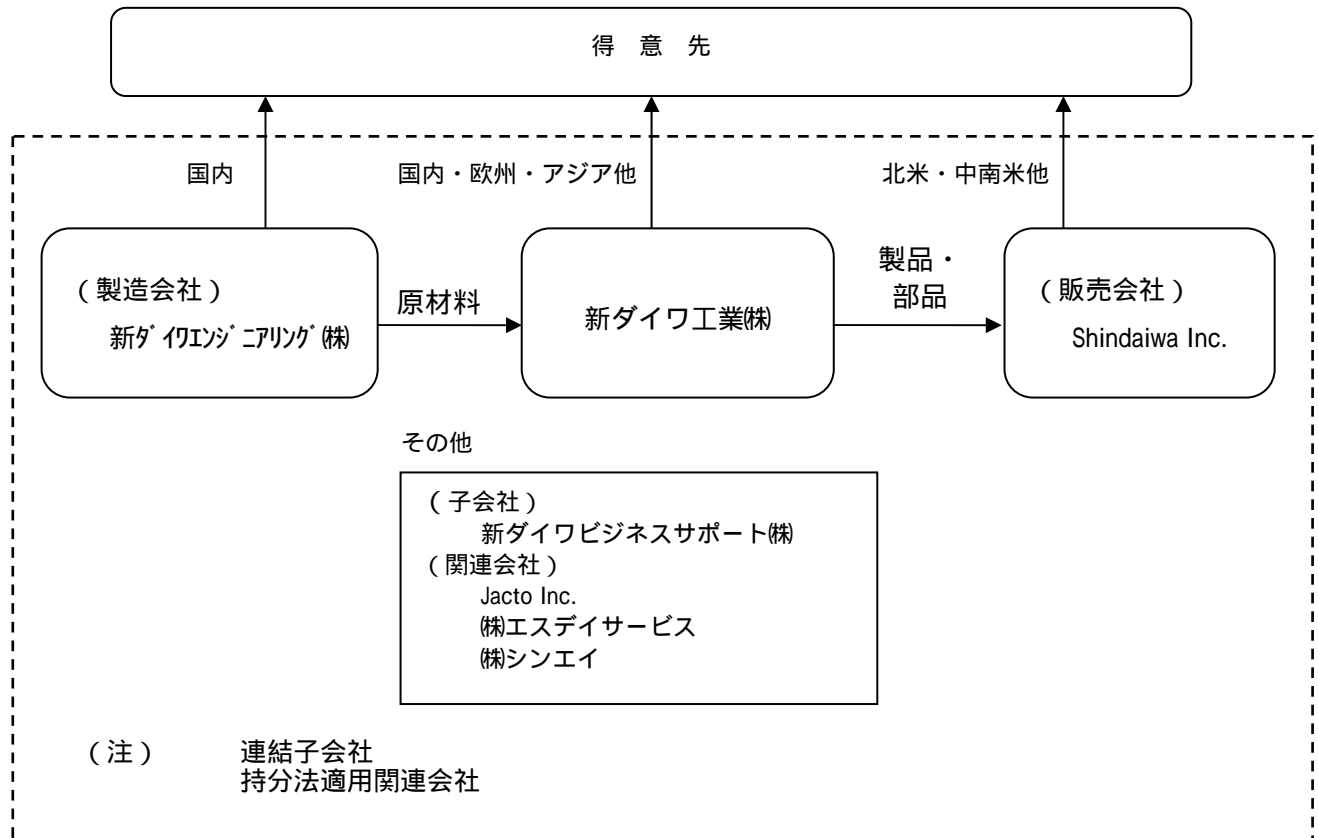 得 意 先
国内
国内・欧州・アジア他
北米・中南米他
（製造会社）
新ﾀﾞｲﾜｴﾝｼﾞﾆｱﾘﾝｸﾞ㈱
原材料
新ダイワ工業㈱
製品・
部品
（販売会社）
Shindaiwa Inc.
その他
（子会社）
新ダイワビジネスサポート㈱
（関連会社）
Jacto Inc.
㈱エスデイサービス
㈱シンエイ
（注） 連結子会社
持分法適用関連会社